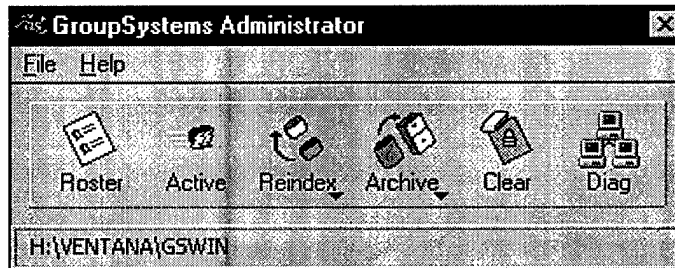 GroupSystems Administrator
File Help
Roster Active Reindex Archive Clear Diag
H:\VENTANA\GSWIN